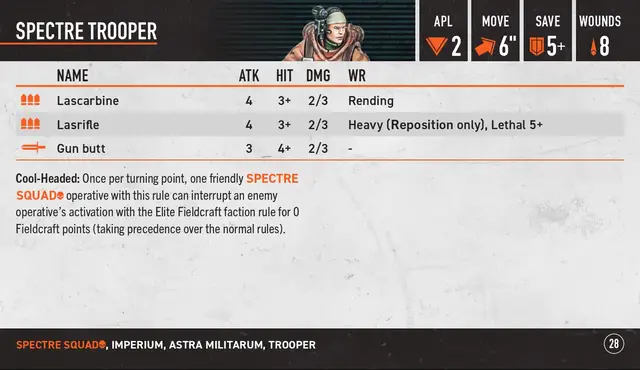 SPECTRE TROOPER
APL MOVE SAVE WOUNDS
2 6" 5+ 8
NAME ATK HIT DMG WR
Lascarbine 4 3+ 2/3 Rending
Lasrifle 4 3+ 2/3 Heavy (Reposition only), Lethal 5+
Gun butt 3 4+ 2/3 -
Cool-Headed: Once per turning point, one friendly SPECTRE
SQUAD operative with this rule can interrupt an enemy
operative's activation with the Elite Fieldcraft faction rule for 0
Fieldcraft points (taking precedence over the normal rules).
SPECTRE SQUAD, IMPERIUM, ASTRA MILITARUM, TROOPER
28